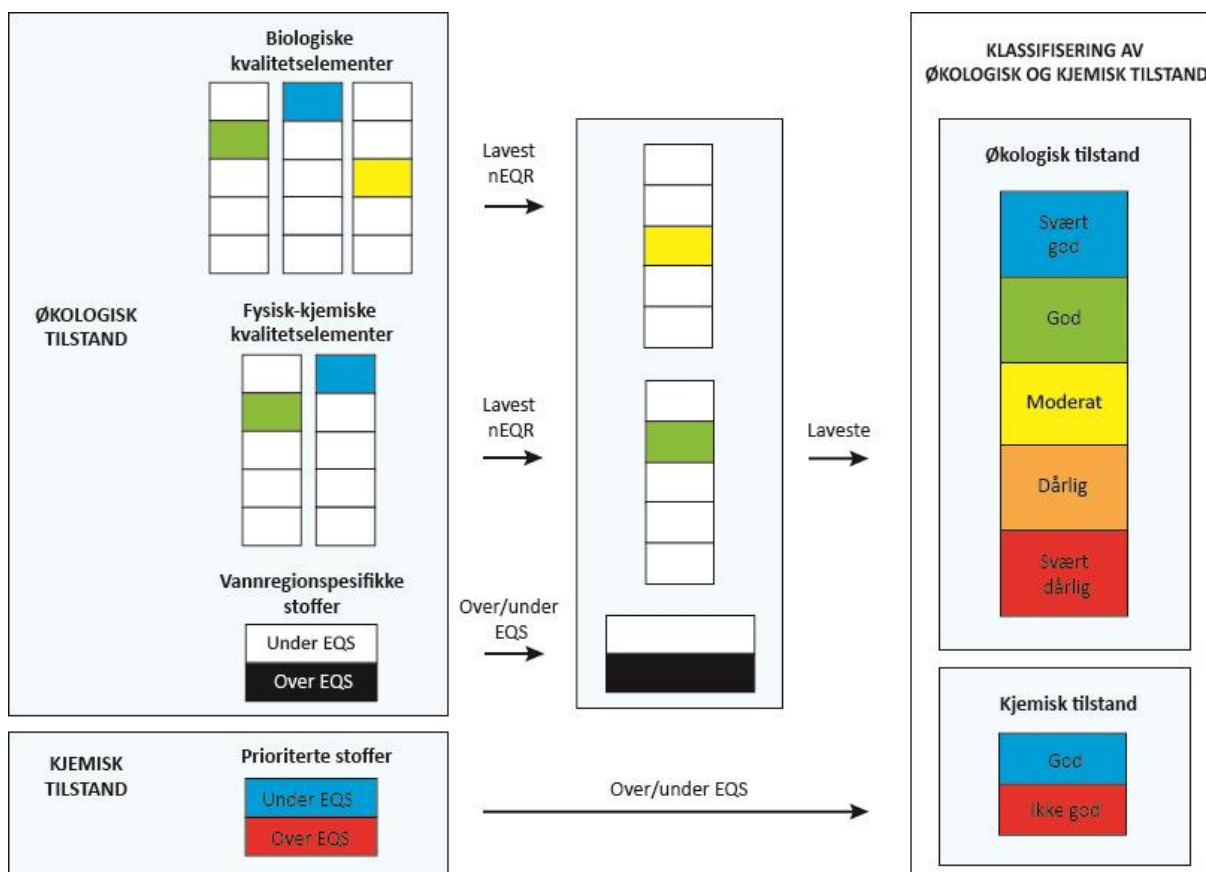 Biologiske
kvalitetselementer
ØKOLOGISK
TILSTAND
Fysisk-kjemiske
kvalitetselementer
Vannregionspesifikke
stoffer
Under EQS
Over EQS
Lavest
nEQR
Lavest
nEQR
Over/under
EQS
Laveste
KLASSIFISERING AV
ØKOLOGISK OG KJEMISK TILSTAND
Økologisk tilstand
Svært
god
God
Moderat
Dårlig
Svært
dårlig
KJEMISK
TILSTAND
Prioriterte stoffer
Under EQS
Over EQS
Over/under EQS
Kjemisk tilstand
God
Ikke god